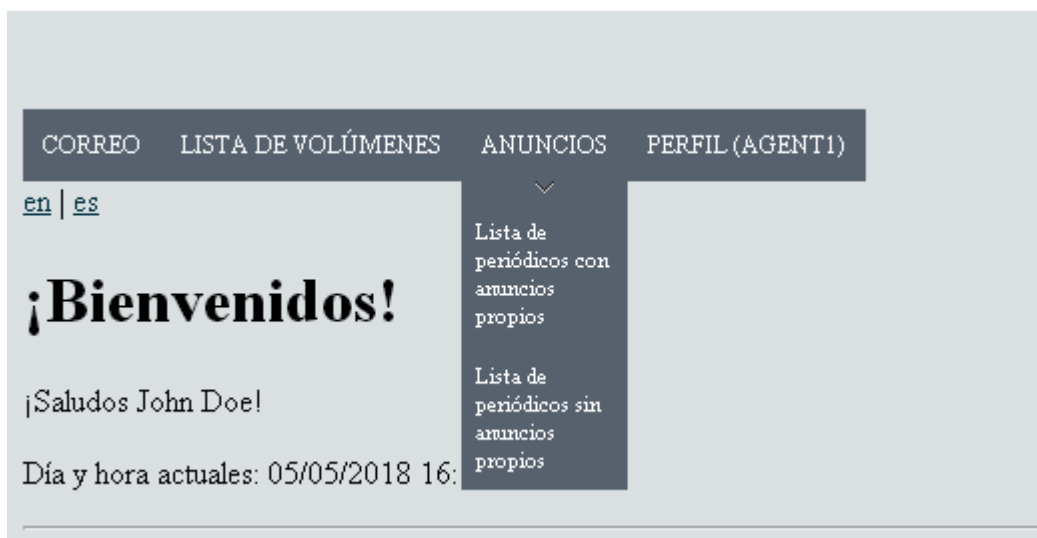 CORREO LISTA DE VOLÚMENES ANUNCIOS PERFIL (AGENT1)
en | es
Lista de
periódicos con
anuncios
propios
Lista de
periódicos sin
anuncios
propios
¡Bienvenidos!
¡Saludos John Doe!
Día y hora actuales: 05/05/2018 16: